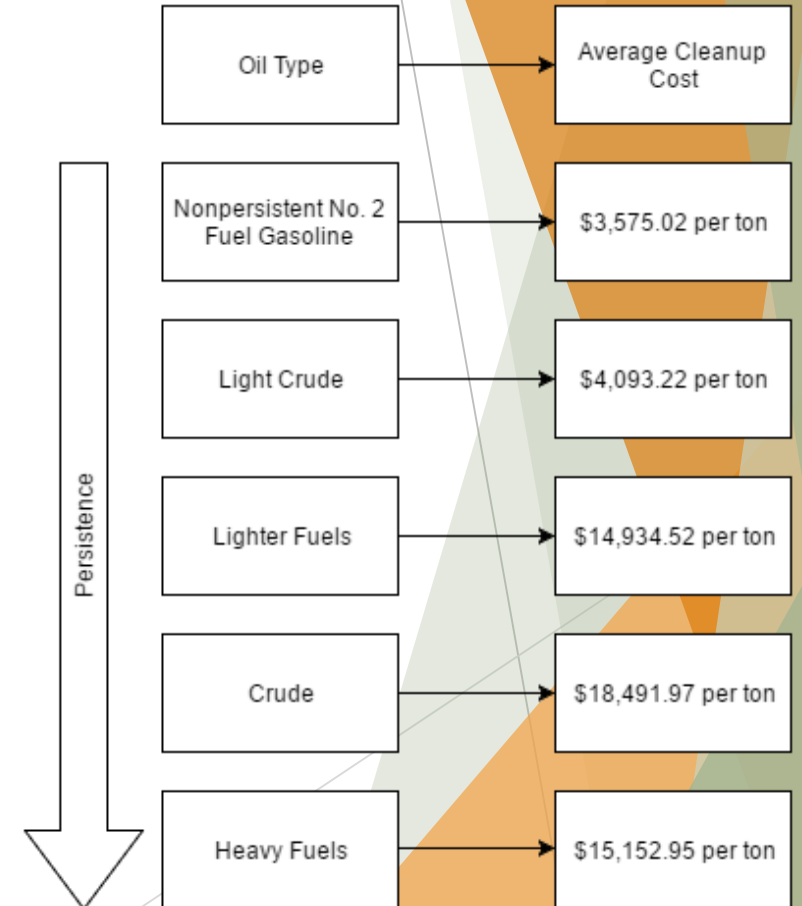 Oil Type
Average Cleanup
Cost
Nonpersistent No. 2
Fuel Gasoline
$3,575.02 per ton
Light Crude
$4,093.22 per ton
Persistence
Lighter Fuels
$14,934.52 per ton
Crude
$18,491.97 per ton
Heavy Fuels
$15,152.95 per ton